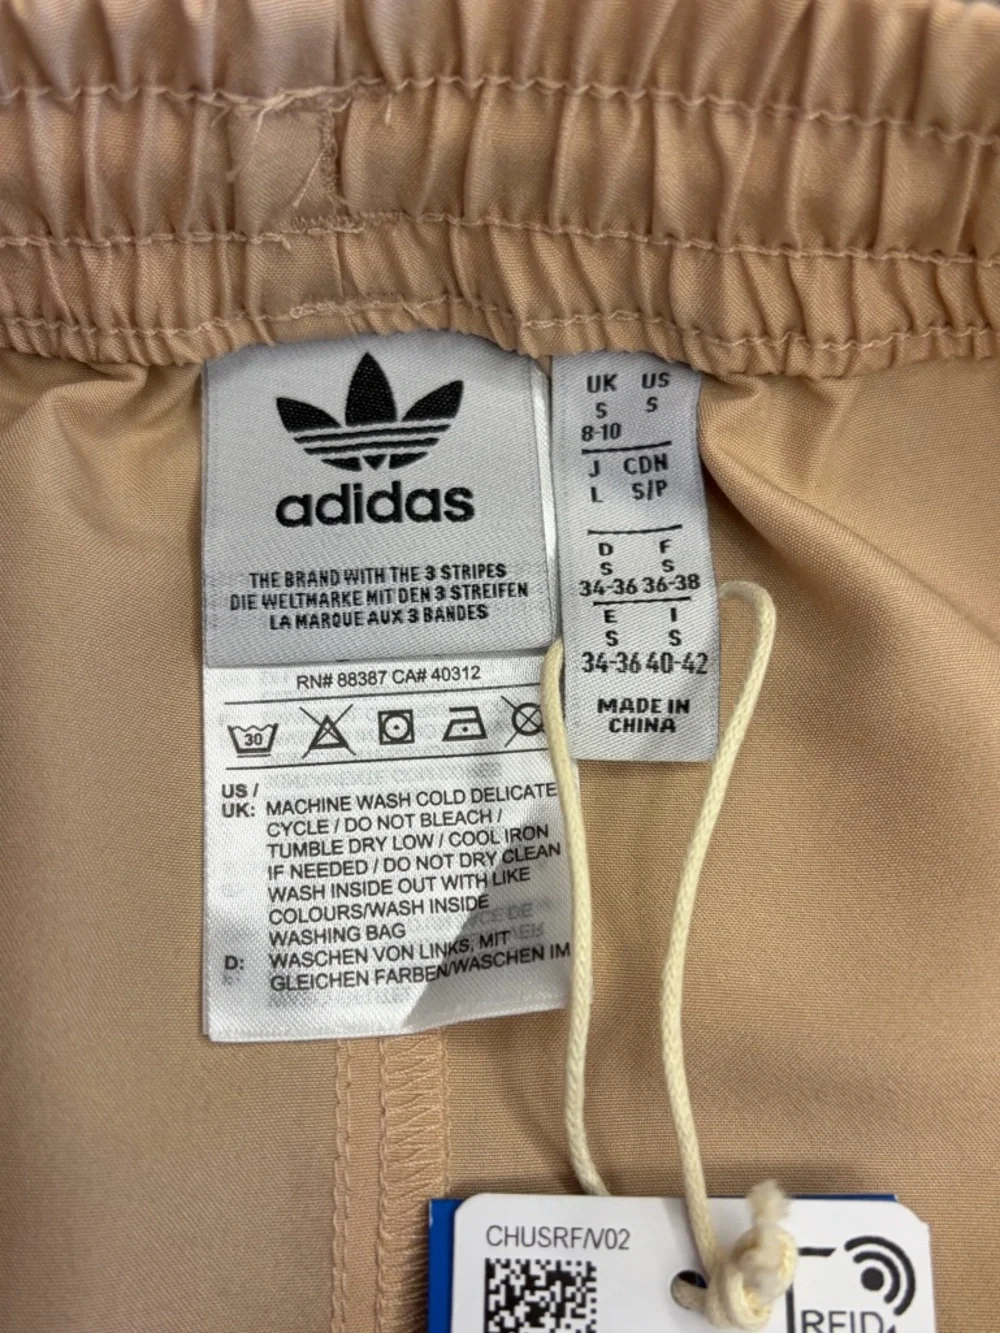 adidas
THE BRAND WITH THE 3 STRIPES
DIE WELTMARKE MIT DEN 3 STREIFEN
LA MARQUE AUX 3 BANDES
RN# 88387 CA# 40312
30
US /
UK: MACHINE WASH COLD DELICATE
CYCLE / DO NOT BLEACH /
TUMBLE DRY LOW / COOL IRON
IF NEEDED / DO NOT DRY CLEAN
WASH INSIDE OUT WITH LIKE
COLOURS/WASH INSIDE
WASHING BAG
D: WASCHEN VON LINKS, MIT
GLEICHEN FARBEN/WASCHEN IM
UK US
S S
8-10
J CDN
L S/P
D F
S S
34-36 36-38
E I
S S
34-36 40-42
MADE IN
CHINA
CHUSRF/V02
RFID